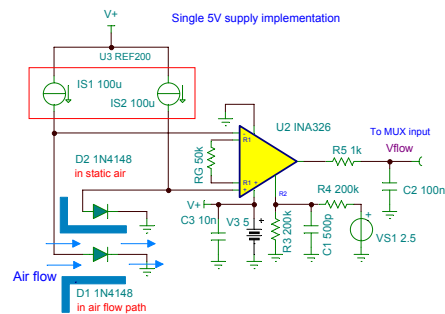 V+
Single 5V supply implementation
U3 REF200
IS1 100u
IS2 100u
U2 INA326
To MUX input
Vflow
R5 1k
RG 50k
R1
R1
-
+
+
R2
D2 1N4148
in static air
R4 200k
C2 100n
V+
C3 10n
V3 5
+
R3 200k
C1 500p
+
VS1 2.5
Air flow
D1 1N4148
in air flow path